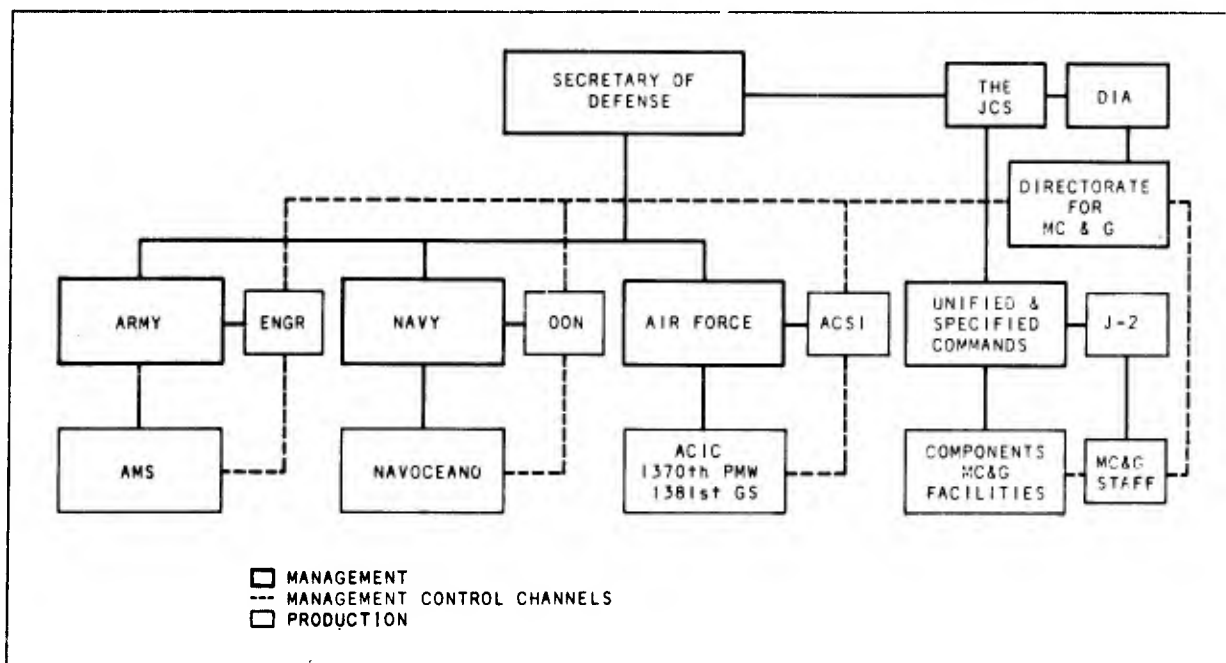 SECRETARY OF
DEFENSE
THE
JCS
DIA
DIRECTORATE
FOR
MC & G
ARMY
ENGR
NAVY
OON
AIR FORCE
ACSI
UNIFIED &
SPECIFIED
COMMANDS
J-2
AMS
NAVOCEANO
ACIC
1370th PMW
1381st GS
COMPONENTS
MC&G
FACILITIES
MC&G
STAFF
MANAGEMENT
MANAGEMENT CONTROL CHANNELS
PRODUCTION